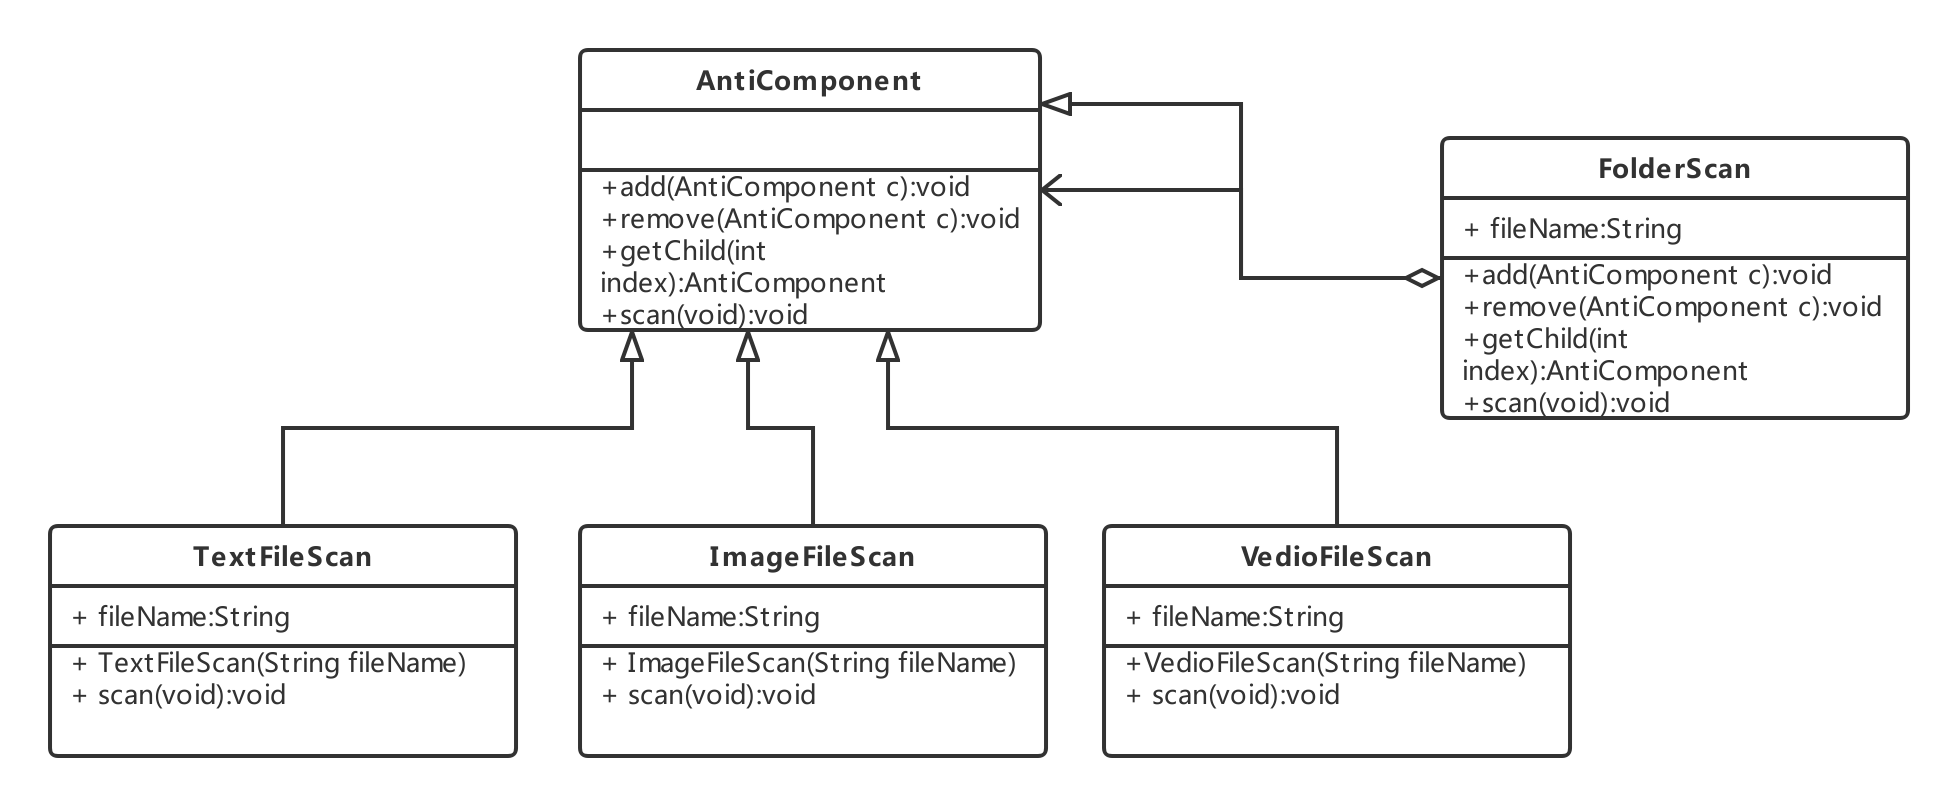 AntiComponent
+add(AntiComponent c):void
+remove(AntiComponent c):void
+getChild(int
index):AntiComponent
+scan(void):void
FolderScan
+ fileName:String
+add(AntiComponent c):void
+remove(AntiComponent c):void
+getChild(int
index):AntiComponent
+scan(void):void
TextFileScan
+ fileName:String
+ TextFileScan(String fileName)
+ scan(void):void
ImageFileScan
+ fileName:String
+ ImageFileScan(String fileName)
+ scan(void):void
VedioFileScan
+ fileName:String
+VedioFileScan(String fileName)
+ scan(void):void